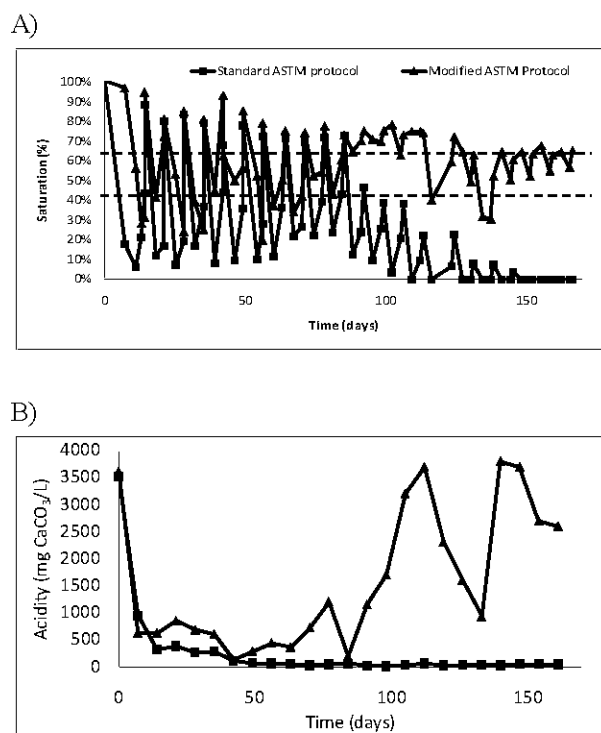 A)
Standard ASTM protocol Modified ASTM Protocol
100%
90%
80%
70%
60%
50%
40%
30%
20%
10%
0%
Saturation (%)
0 50 100 150
Time (days)
B)
4000
3500
3000
2500
2000
1500
1000
500
0
Acidity (mg CaCO₃/L)
0 50 100 150
Time (days)